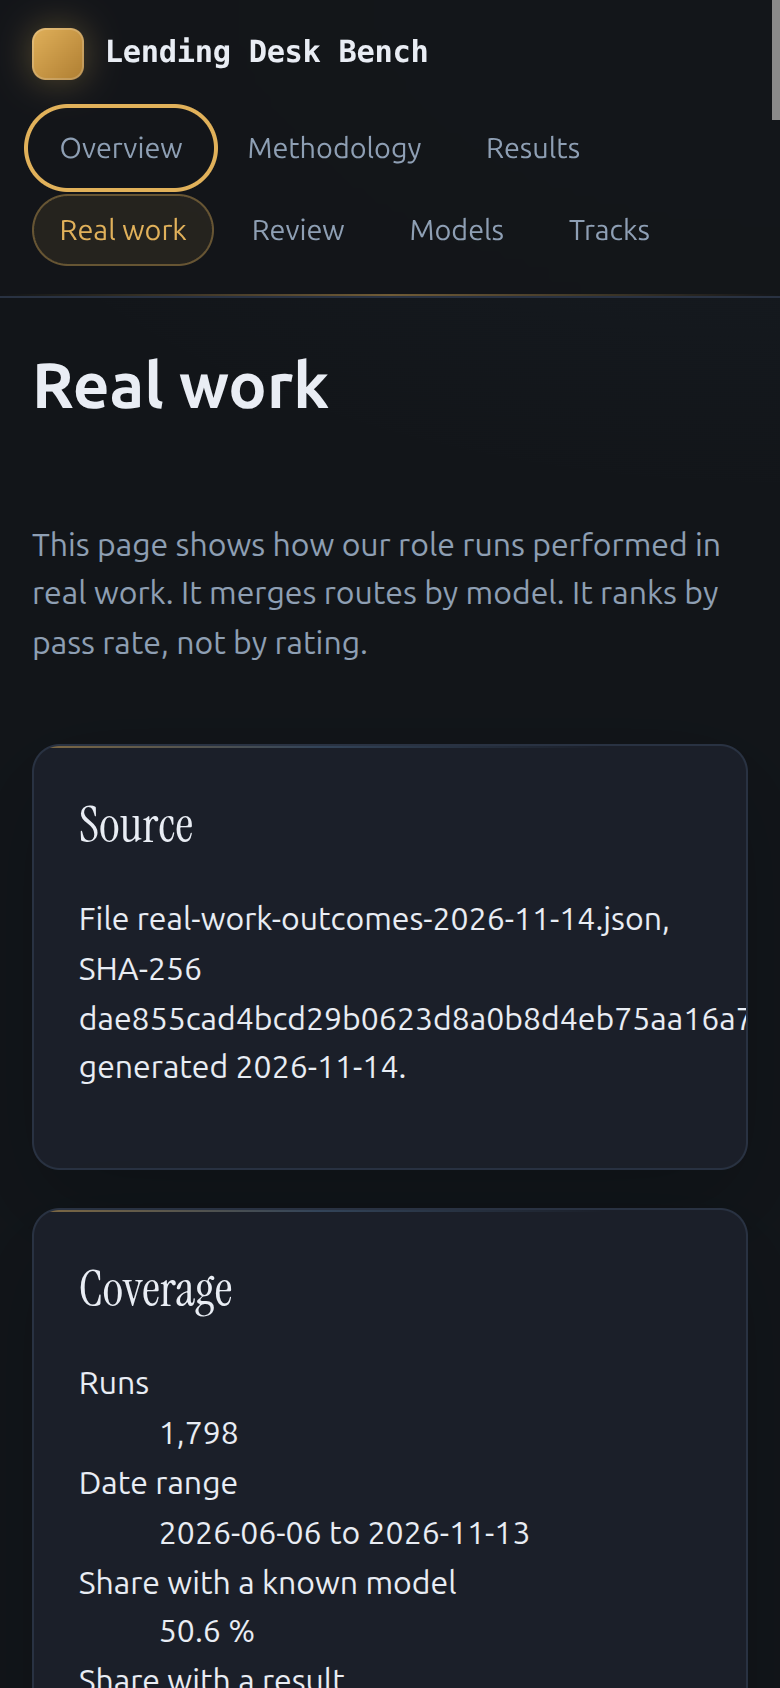 Lending Desk Bench
Overview Methodology Results
Real work Review Models Tracks
Real work
This page shows how our role runs performed in
real work. It merges routes by model. It ranks by
pass rate, not by rating.
Source
File real-work-outcomes-2026-11-14.json,
SHA-256
dae855cad4bcd29b0623d8a0b8d4eb75aa16a7
generated 2026-11-14.
Coverage
Runs
1,798
Date range
2026-06-06 to 2026-11-13
Share with a known model
50.6 %
Share with a result